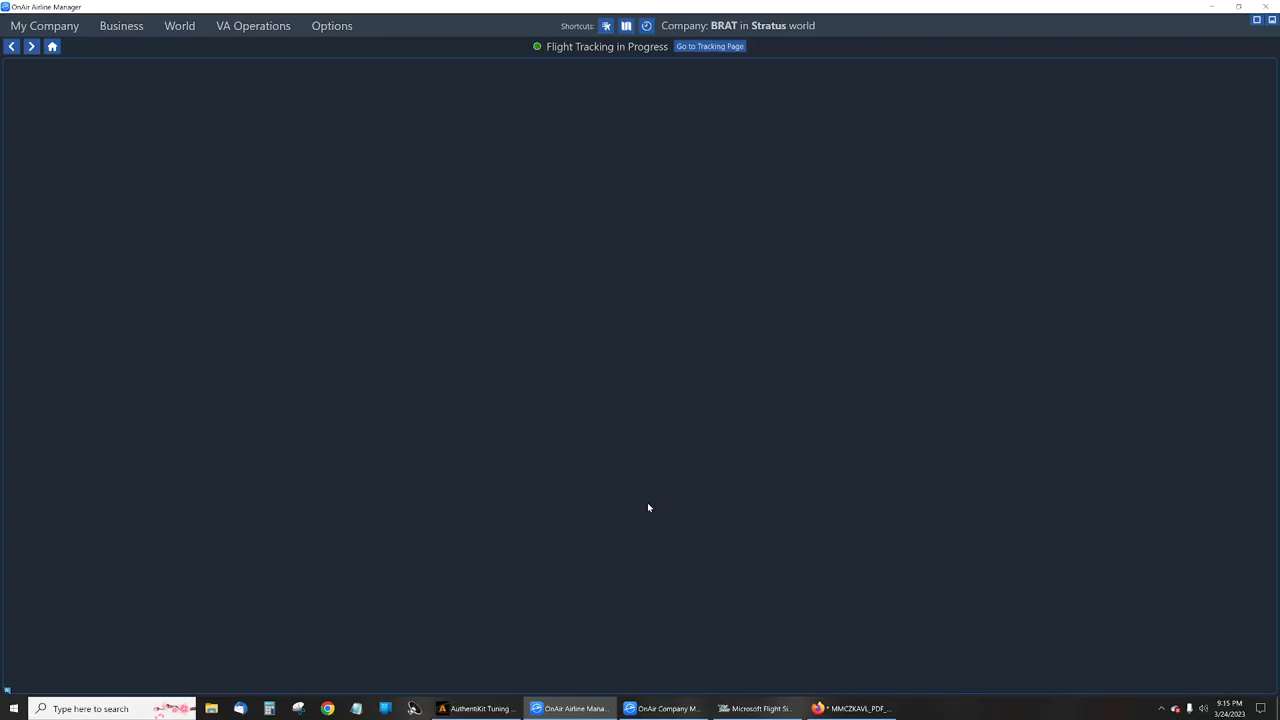 OnAir Airline Manager
My Company Business World VA Operations Options Shortcuts: Company: BRAT in Stratus world
Flight Tracking in Progress Go to Tracking Page
Type here to search AuthentiKit Tuning ... OnAir Airline Mana... OnAir Company M... Microsoft Flight Si... * MMCZKAVL_PDF_...
9:15 PM
3/24/2023